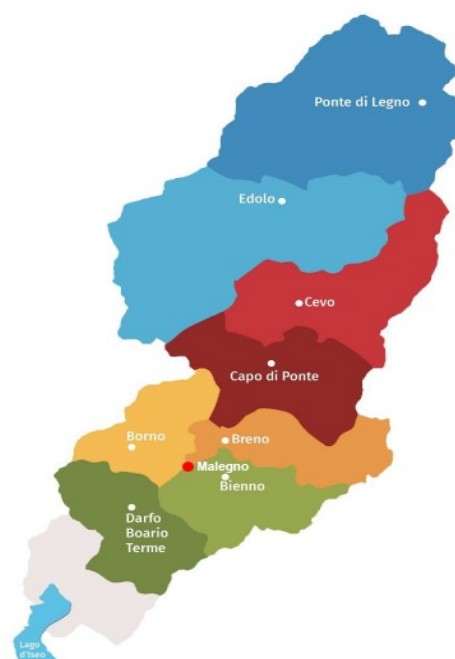 Ponte di Legno
Edolo
Cevo
Capo di Ponte
Borno
Breno
Malegno
Bienno
Darfo
Boario
Terme
Lago
d'Iseo